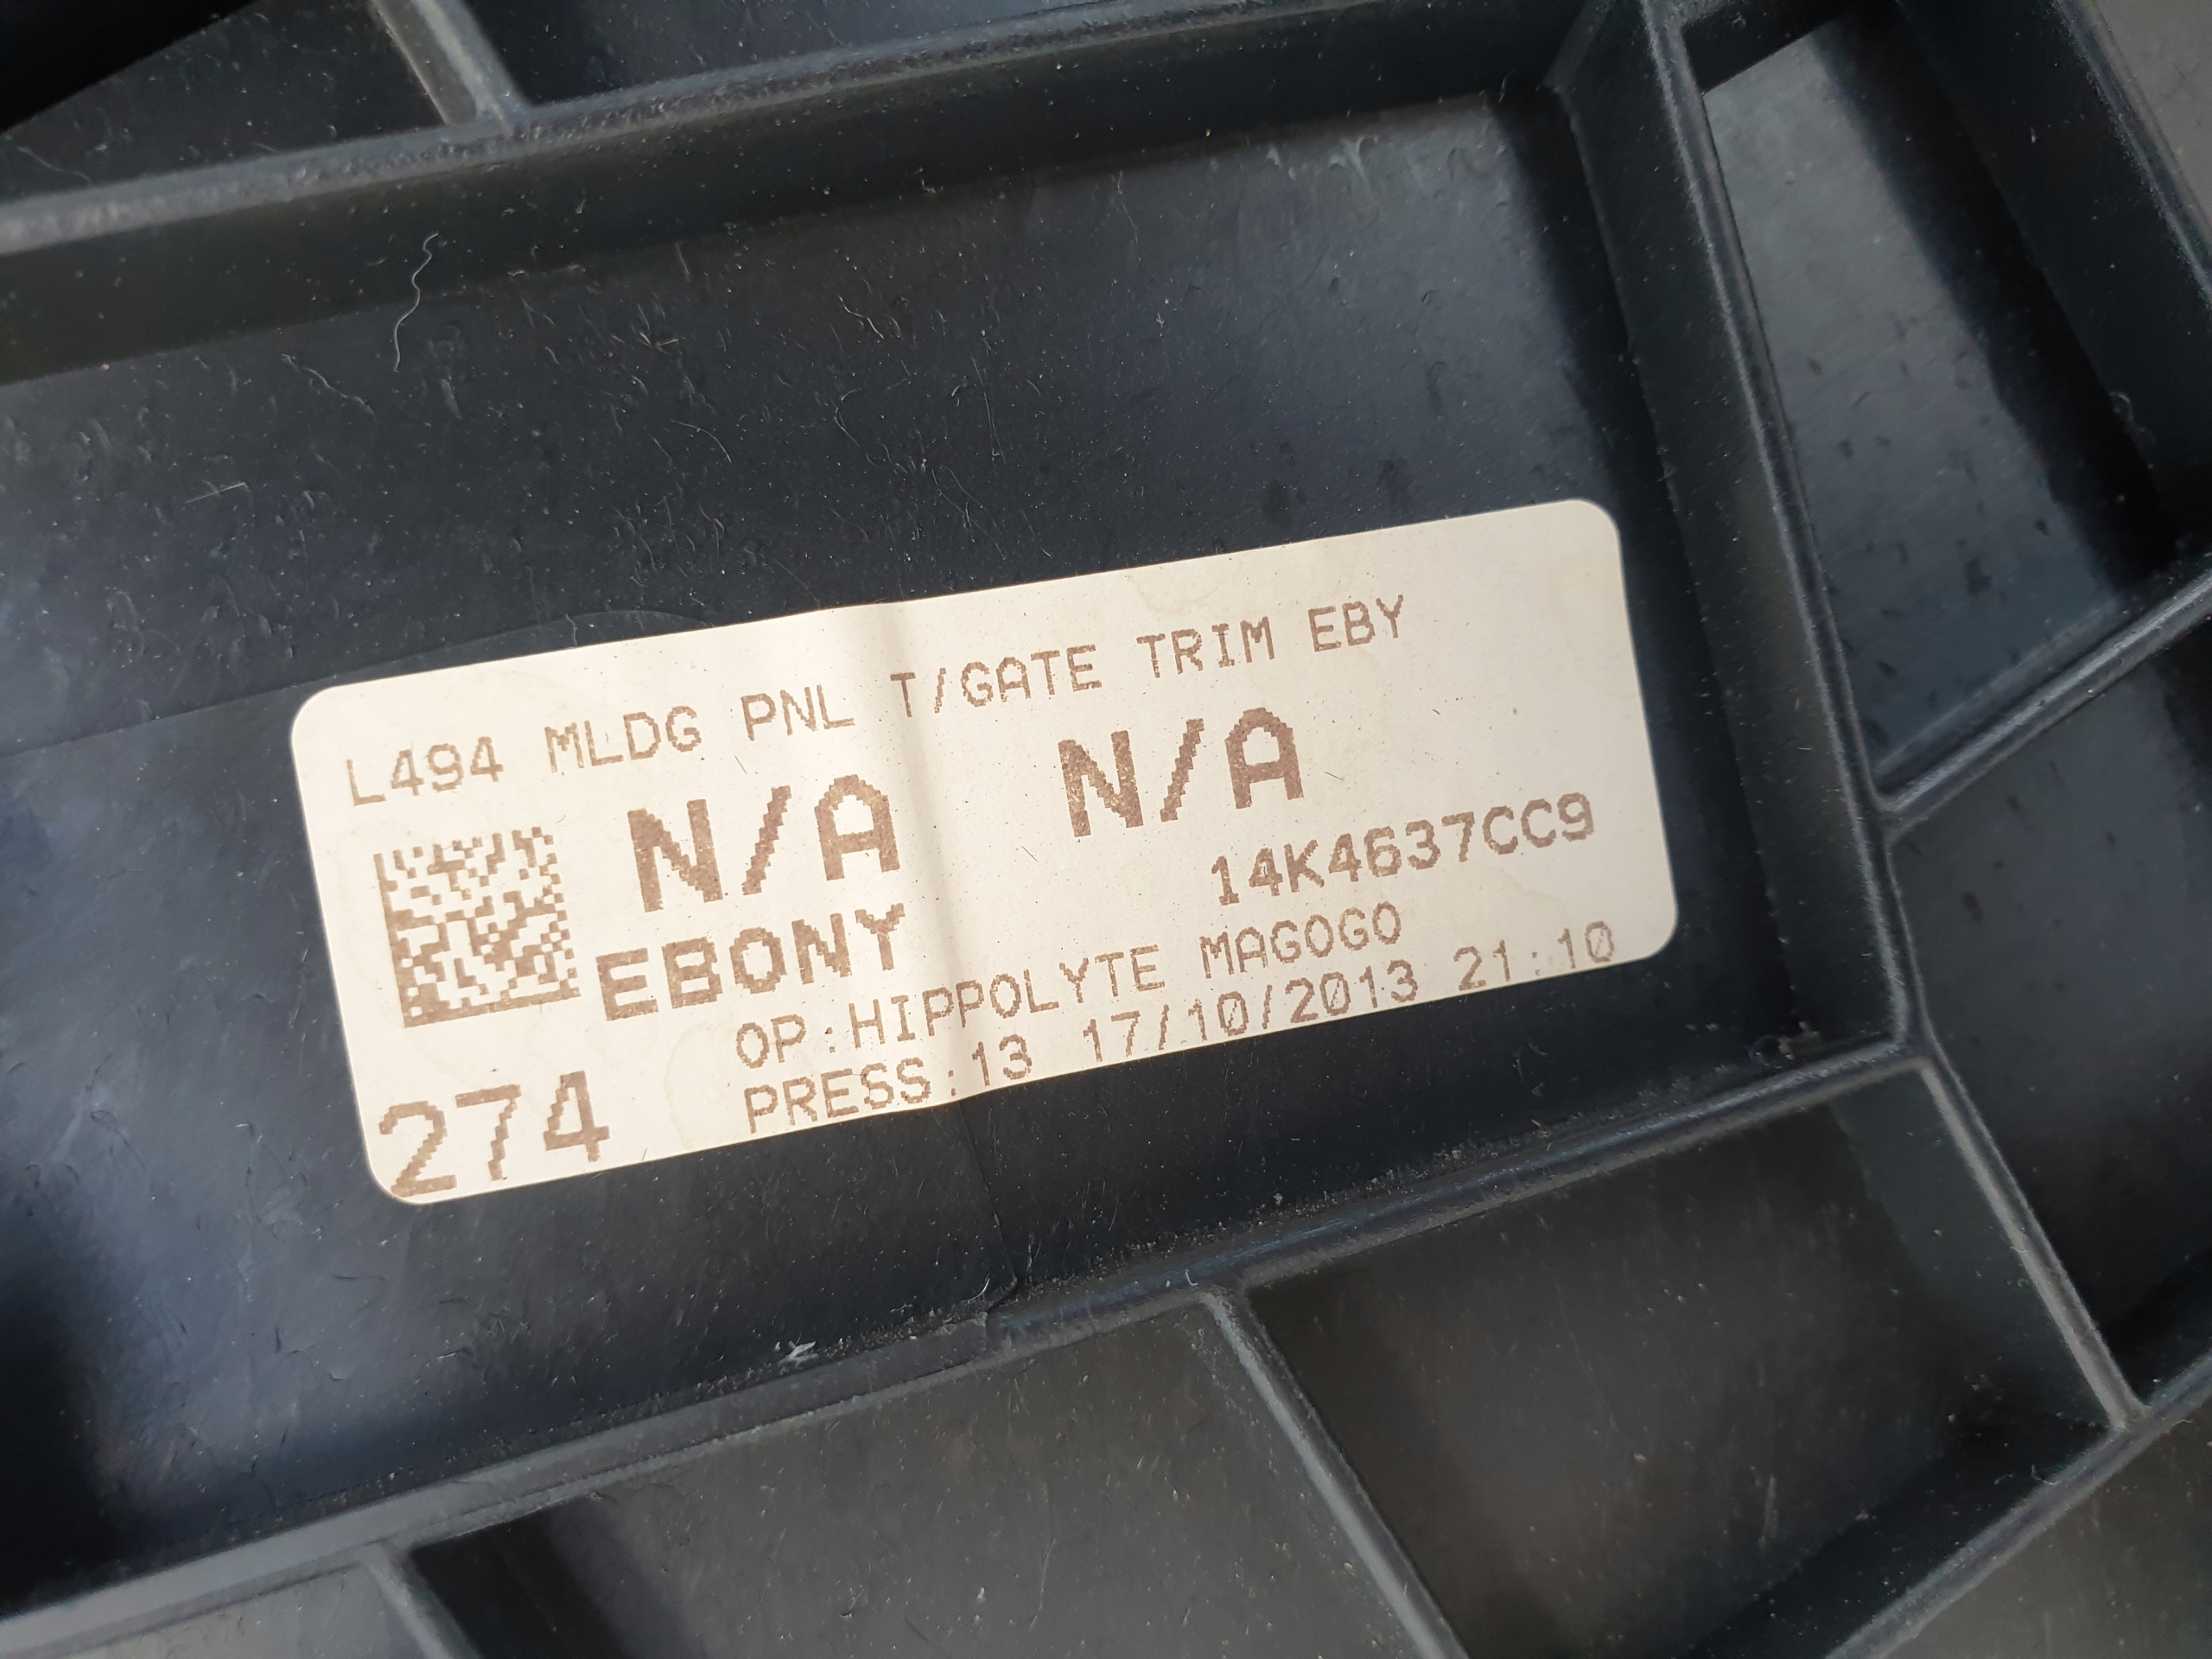 L494 MLDG PNL T/GATE TRIM EBY
N/A N/A
EBONY 14K4637CC9
OP:HIPPOLYTE MAGOGO
PRESS:13 17/10/2013 21:10
274